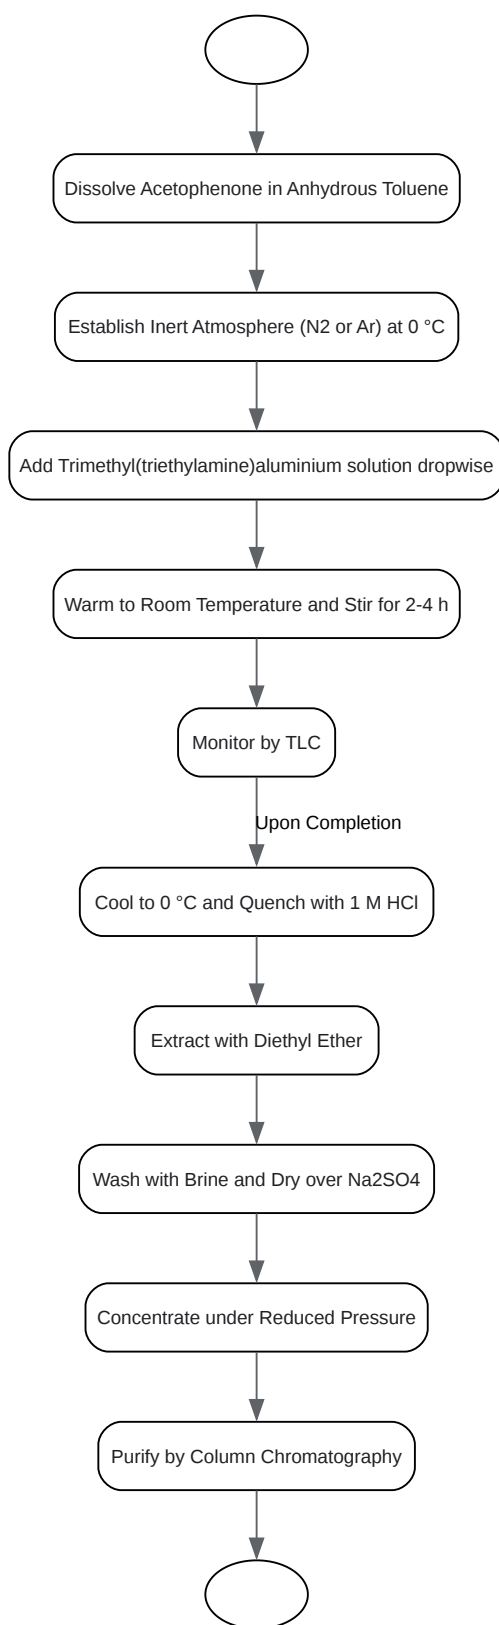 Dissolve Acetophenone in Anhydrous Toluene
Establish Inert Atmosphere (N2 or Ar) at 0 °C
Add Trimethyl(triethylamine)aluminium solution dropwise
Warm to Room Temperature and Stir for 2-4 h
Monitor by TLC
Upon Completion
Cool to 0 °C and Quench with 1 M HCl
Extract with Diethyl Ether
Wash with Brine and Dry over Na2SO4
Concentrate under Reduced Pressure
Purify by Column Chromatography